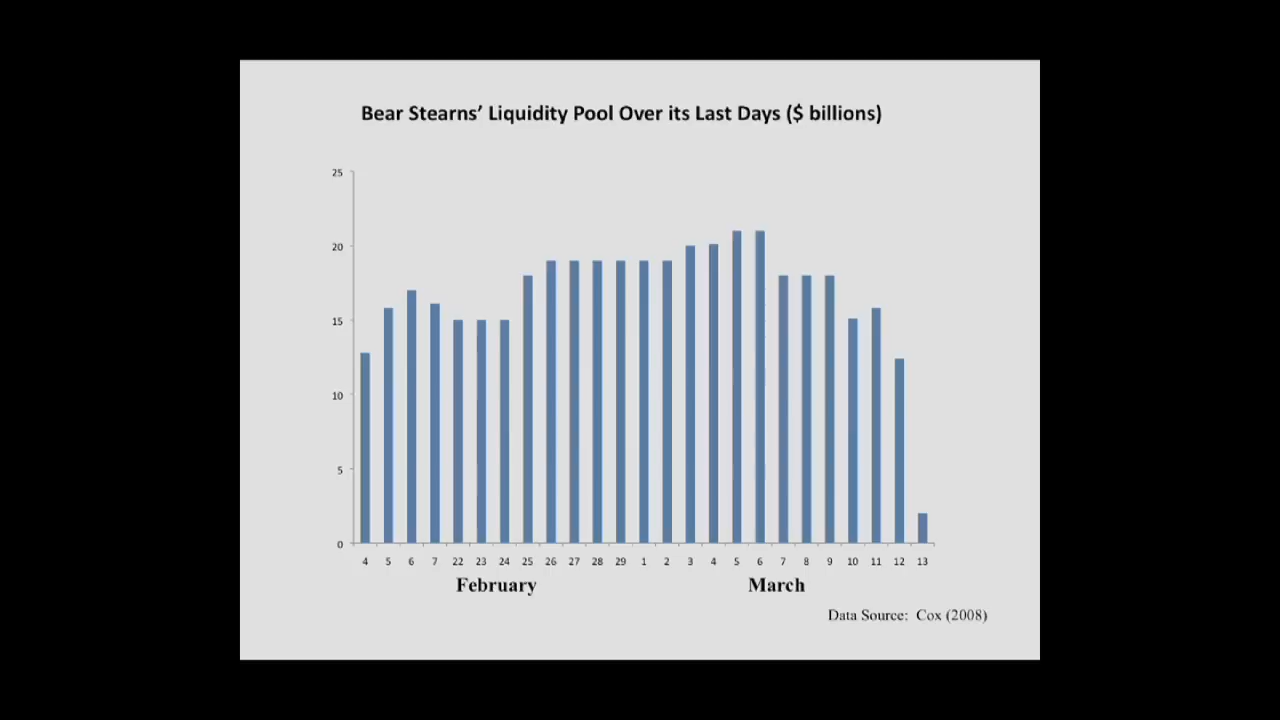 Bear Stearns’ Liquidity Pool Over its Last Days ($ billions)
25
20
15
10
5
0
4 5 6 7 22 23 24 25 26 27 28 29 1 2 3 4 5 6 7 8 9 10 11 12 13
February March
Data Source: Cox (2008)